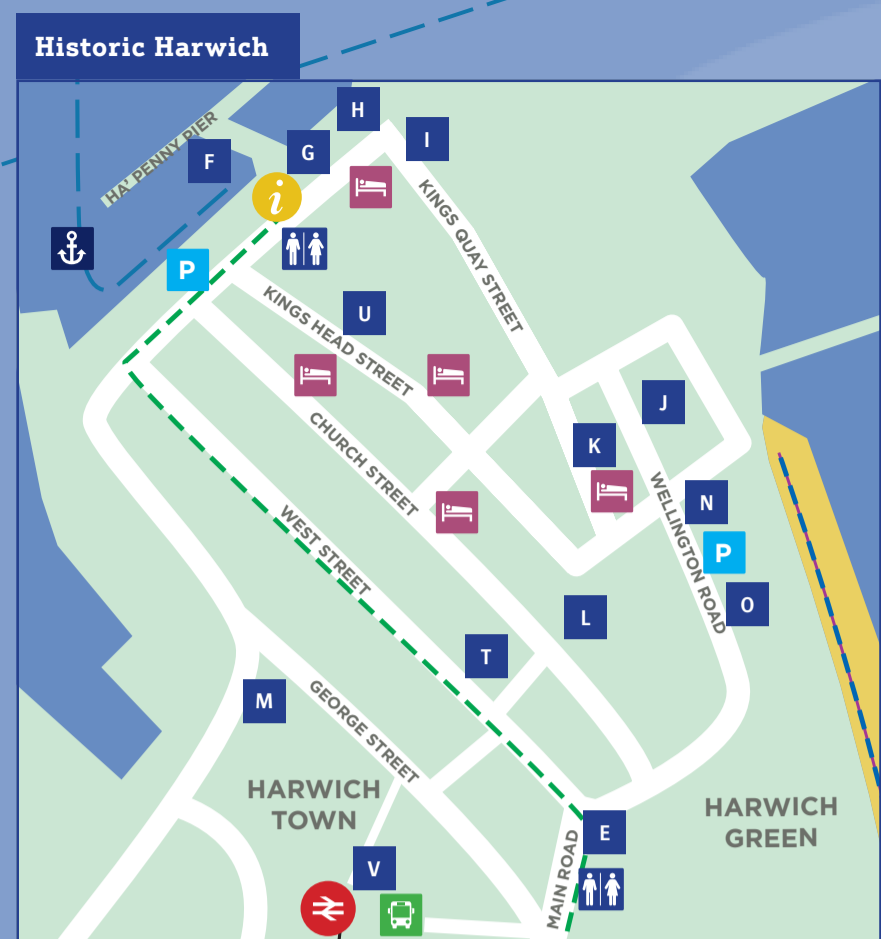 Historic Harwich
H
HA' PENNY PIER
I
G
F
i
KINGS QUAY STREET
P
KINGS HEAD STREET
U
CHURCH STREET
J
K
WELLINGTON ROAD
N
WEST STREET
P
O
L
T
GEORGE STREET
M
HARWICH
TOWN
HARWICH
GREEN
E
MAIN ROAD
V